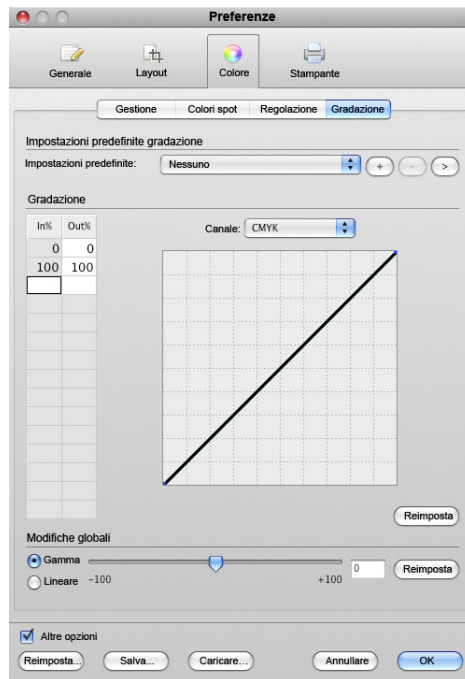 Preferenze
Generale Layout Colore Stampante
Gestione Colori spot Regolazione Gradazione
Impostazioni predefinite gradazione
Impostazioni predefinite: Nessuno + - >
Gradazione
In% Out% Canale: CMYK
0 0
100 100
Reimposta
Modifiche globali
Gamma 0 Reimposta
Lineare -100 +100
Altre opzioni
Reimposta... Salva... Caricare... Annullare OK